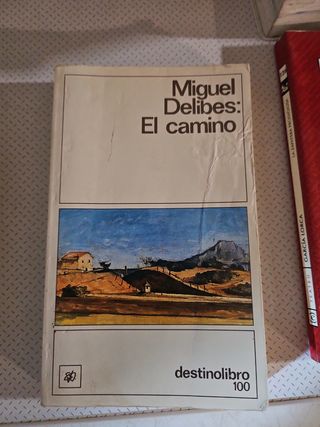 Miguel
Delibes:
El camino
destinolibro
100
GARCÍA LORCA